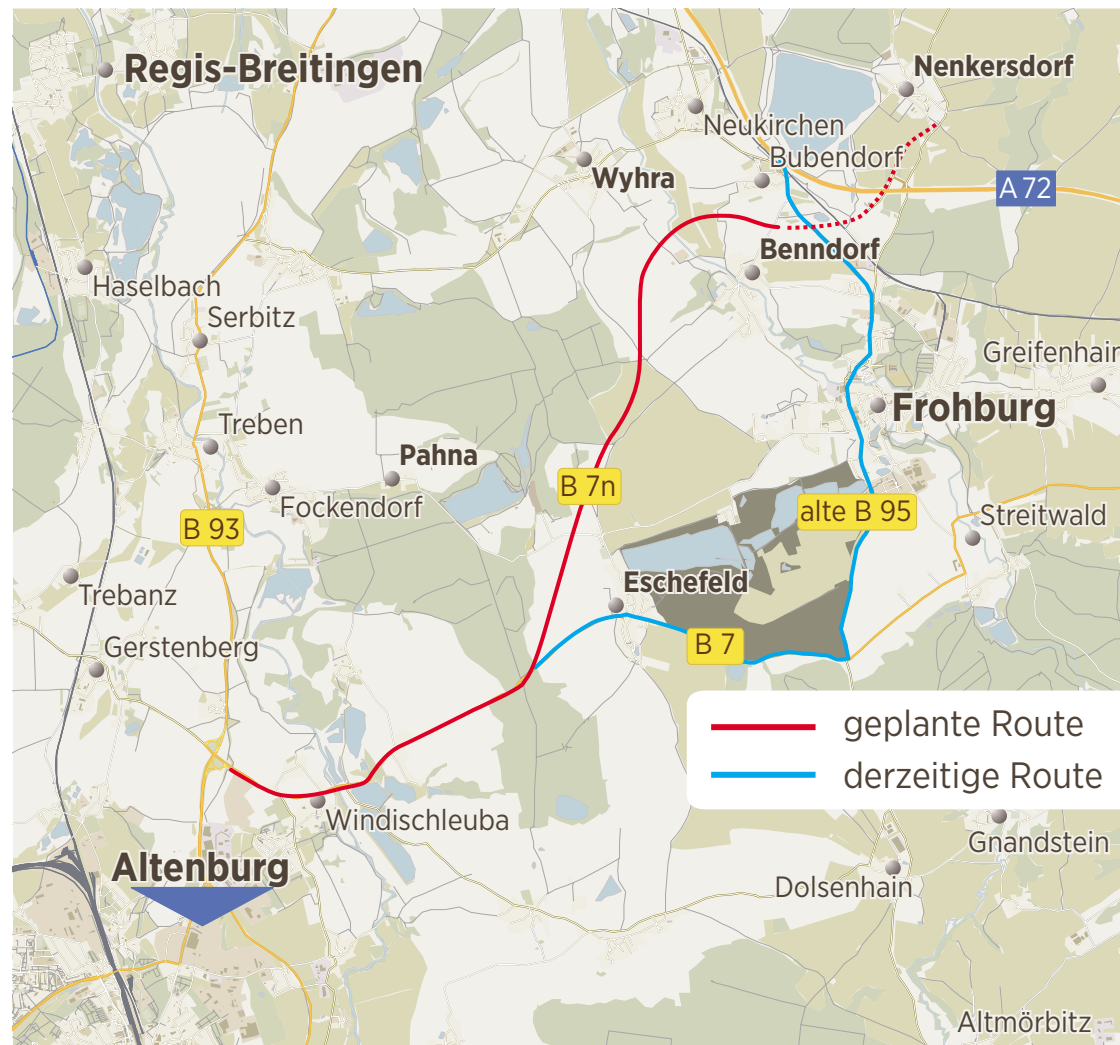 Regis-Breitingen
Nenkersdorf
Neukirchen
Bubendorf
Wyhra
A 72
Benndorf
Haselbach
Serbitz
Greifenhain
Frohburg
Treben
Pahna
B 7n
Fockendorf
alte B 95
Streitwald
B 93
Eschefeld
Trebanz
B 7
Gerstenberg
geplante Route
derzeitige Route
Windischleuba
Gnandstein
Altenburg
Dolsenhain
Altmörbitz